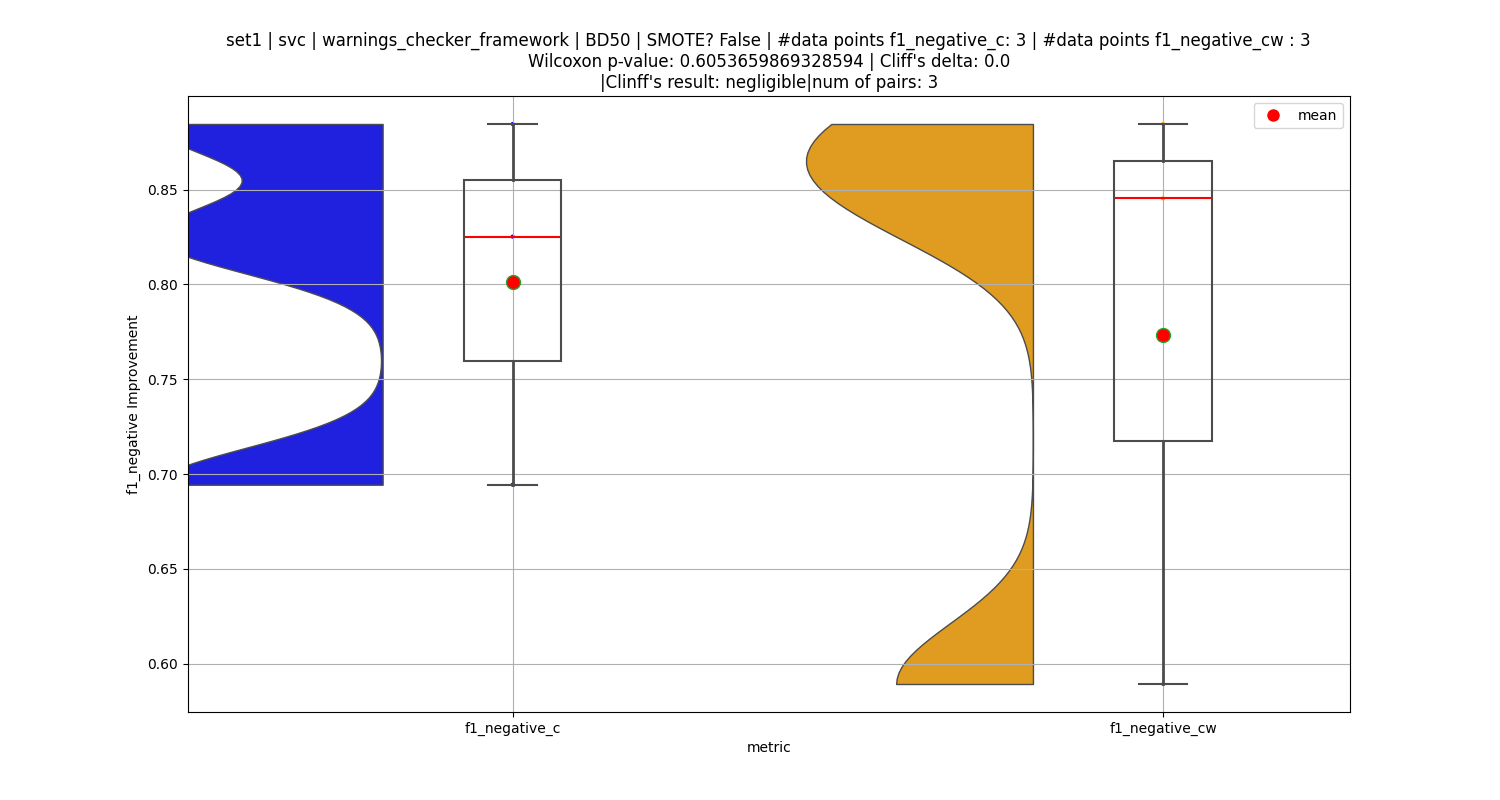 set1 | svc | warnings_checker_framework | BD50 | SMOTE? False | #data points f1_negative_c: 3 | #data points f1_negative_cw : 3
Wilcoxon p-value: 0.6053659869328594 | Cliff's delta: 0.0
|Clinff's result: negligible|num of pairs: 3
mean
0.85
0.80
0.75
0.70
0.65
0.60
f1_negative Improvement
f1_negative_c
f1_negative_cw
metric